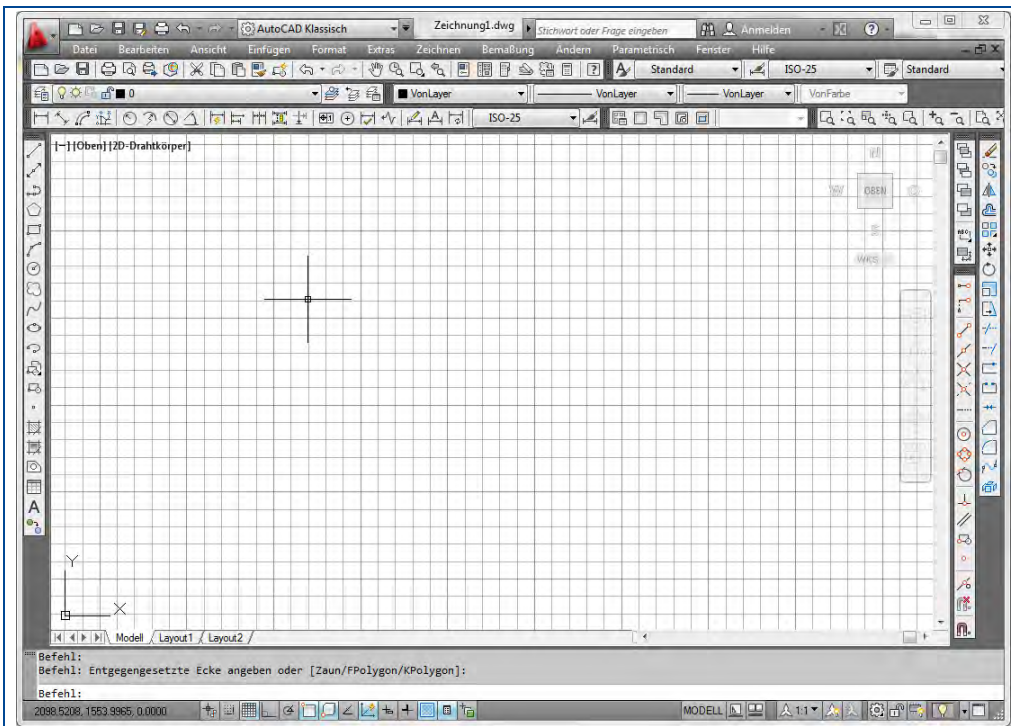 AutoCAD Klassisch Zeichnung1.dwg Stichwort oder Frage eingeben Anmelden
Datei Bearbeiten Ansicht Einfügen Format Extras Zeichnen Bemaßung Ändern Parametrisch Fenster Hilfe
Standard ISO-25 Standard
0 VonLayer VonLayer VonLayer VonFarbe
ISO-25
[−] [Oben] [2D-Drahtkörper]
OBEN
WKS
Y
X
Modell Layout1 Layout2
Befehl:
Befehl: Entgegengesetzte Ecke angeben oder [Zaun/FPolygon/KPolygon]:
Befehl:
2098.5208, 1553.9965, 0.0000 MODELL 1:1